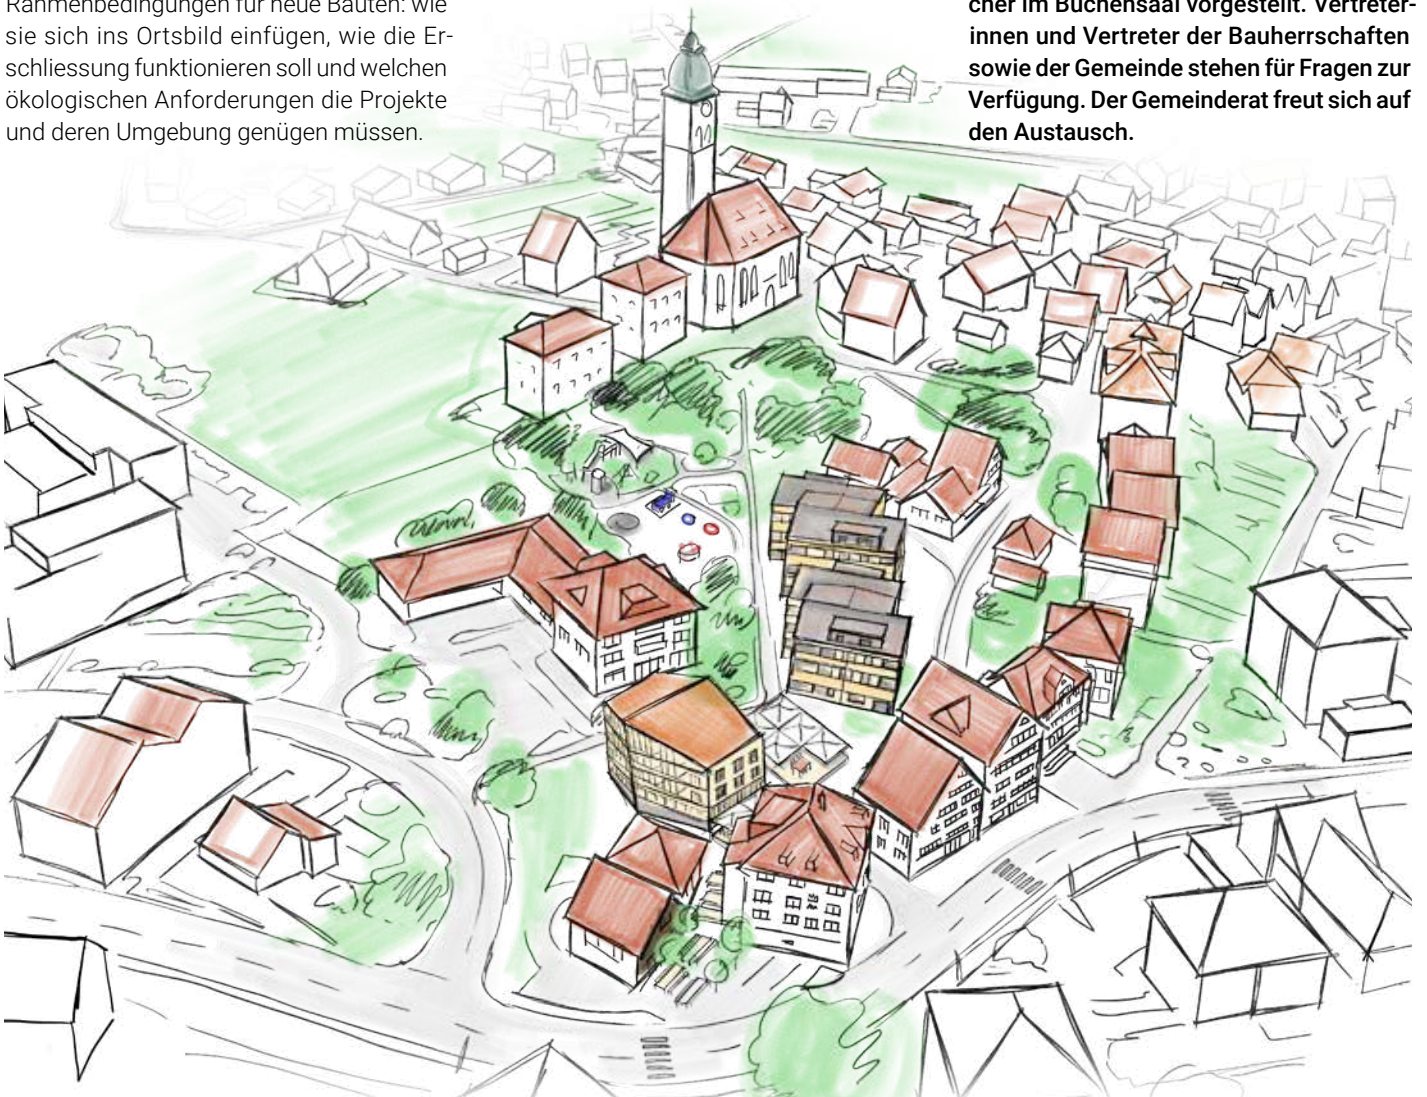 Rahmenbedingungen für neue Bauten: wie
sie sich ins Ortsbild einfügen, wie die Er-
schliessung funktionieren soll und welchen
ökologischen Anforderungen die Projekte
und deren Umgebung genügen müssen.
cher im Buchensaal vorgestellt. Vertreter-
innen und Vertreter der Bauherrschaften
sowie der Gemeinde stehen für Fragen zur
Verfügung. Der Gemeinderat freut sich auf
den Austausch.